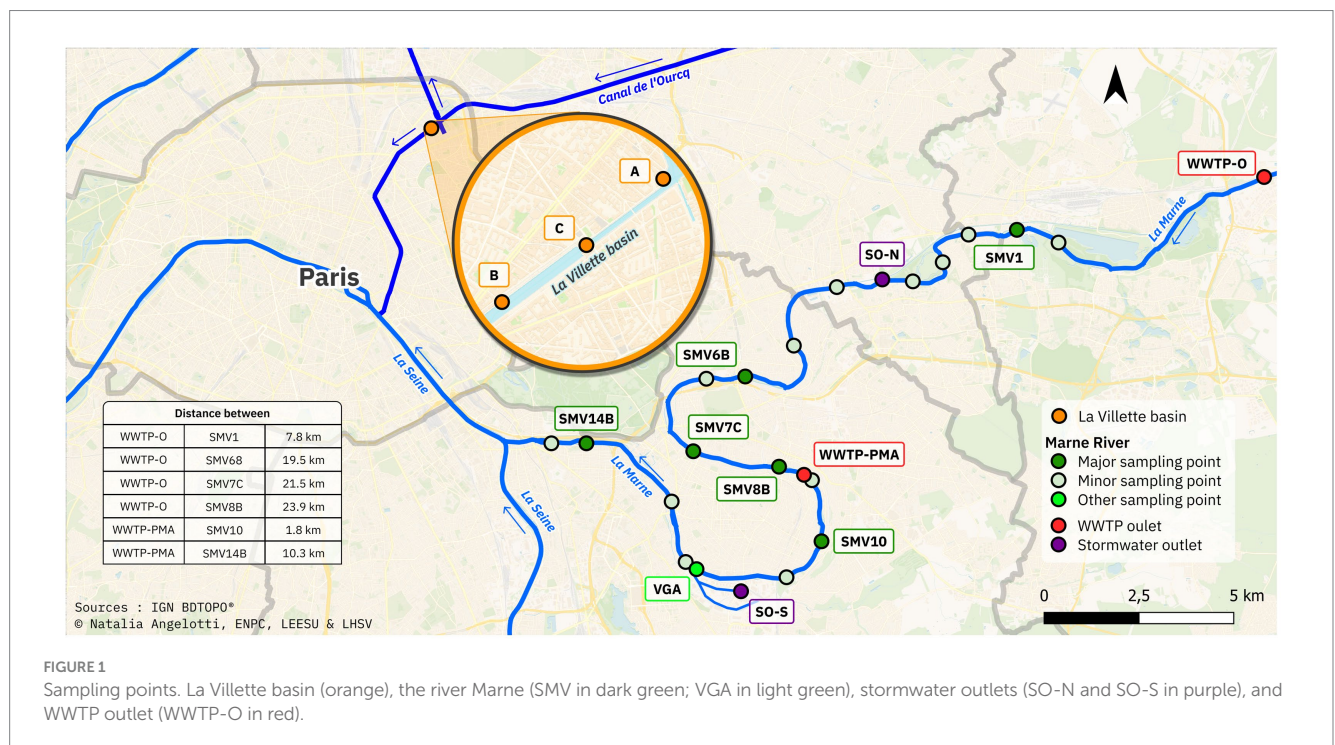 Canal de l'Ourcq
WWTP-O
A
La Marne
C
SO-N
SMV1
La Villette basin
B
Paris
SMV6B
La Seine
Distance between
WWTP-O SMV1 7.8 km
WWTP-O SMV68 19.5 km
WWTP-O SMV7C 21.5 km
WWTP-O SMV8B 23.9 km
WWTP-PMA SMV10 1.8 km
WWTP-PMA SMV14B 10.3 km
SMV14B
SMV7C
WWTP-PMA
La Marne
SMV8B
La Seine
SMV10
VGA
SO-S
La Villette basin
Marne River
Major sampling point
Minor sampling point
Other sampling point
WWTP oulet
Stormwater outlet
0 2,5 5 km
Sources : IGN BDTOPO®
© Natalia Angelotti, ENPC, LEESU & LHSV
FIGURE 1
Sampling points. La Villette basin (orange), the river Marne (SMV in dark green; VGA in light green), stormwater outlets (SO-N and SO-S in purple), and
WWTP outlet (WWTP-O in red).